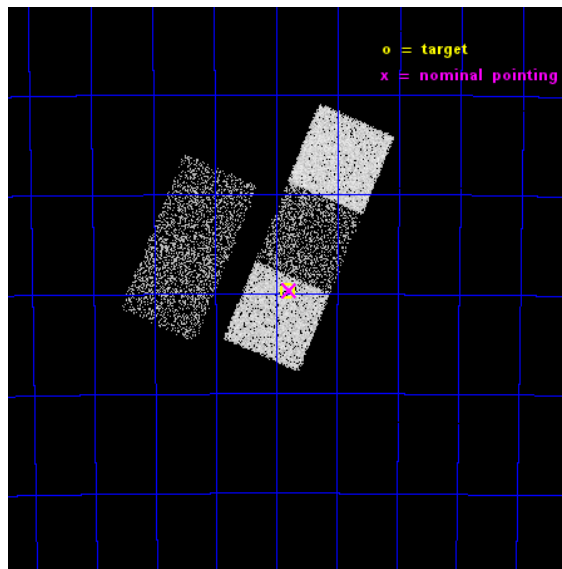 o = target
x = nominal pointing